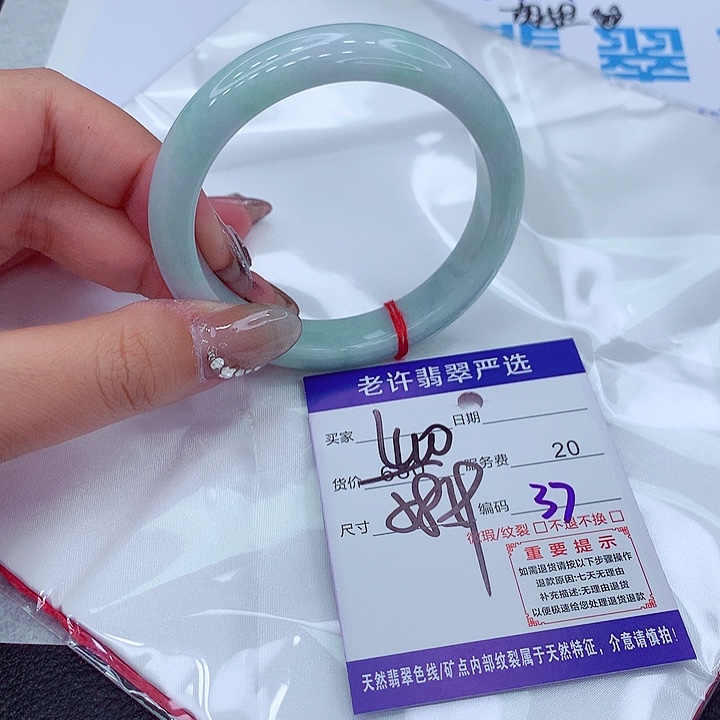 翡翠
老许翡翠严选
买家 日期
货价 680 服务费 20
尺寸 编码 37
微瑕/纹裂 □不退不换 □
重要提示
如需退货请按以下步骤操作
退款原因:七天无理由
补充描述:无理由退货
以便极速给您处理退货退款
天然翡翠色线/矿点内部纹裂属于天然特征，介意请慎拍!